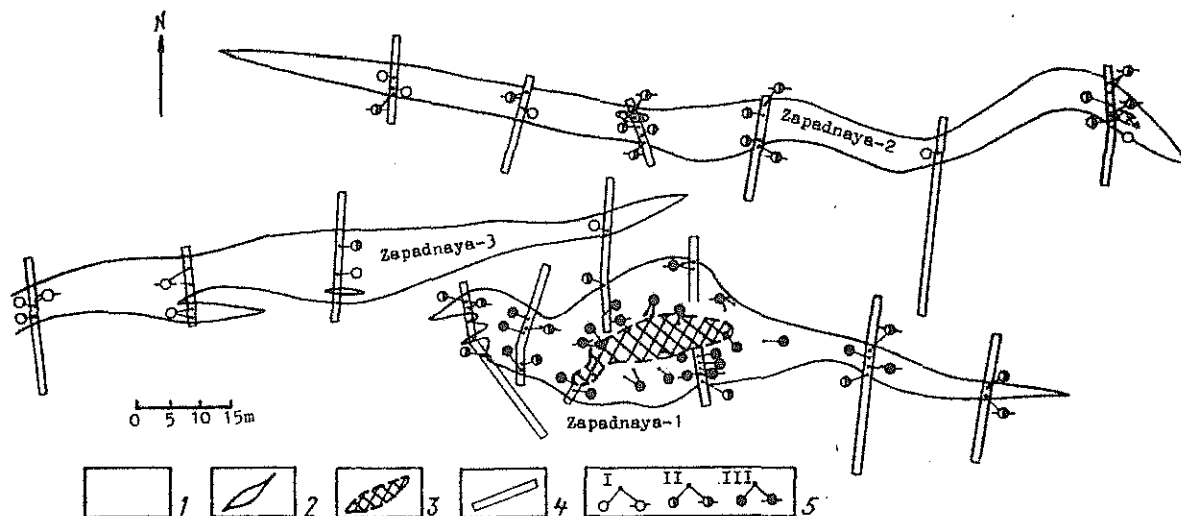 N
Zapadnaya-2
Zapadnaya-3
0 5 10 15m
Zapadnaya-1
I II III
1 2 3 4 5